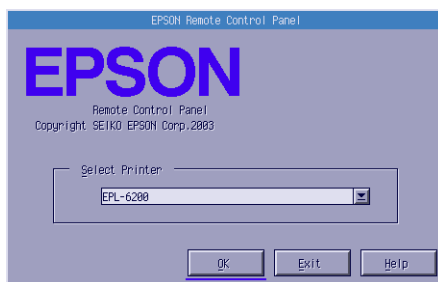 EPSON Remote Control Panel
EPSON
Remote Control Panel
Copyright SEIKO EPSON Corp.2003
Select Printer
EPL-6200
OK Exit Help